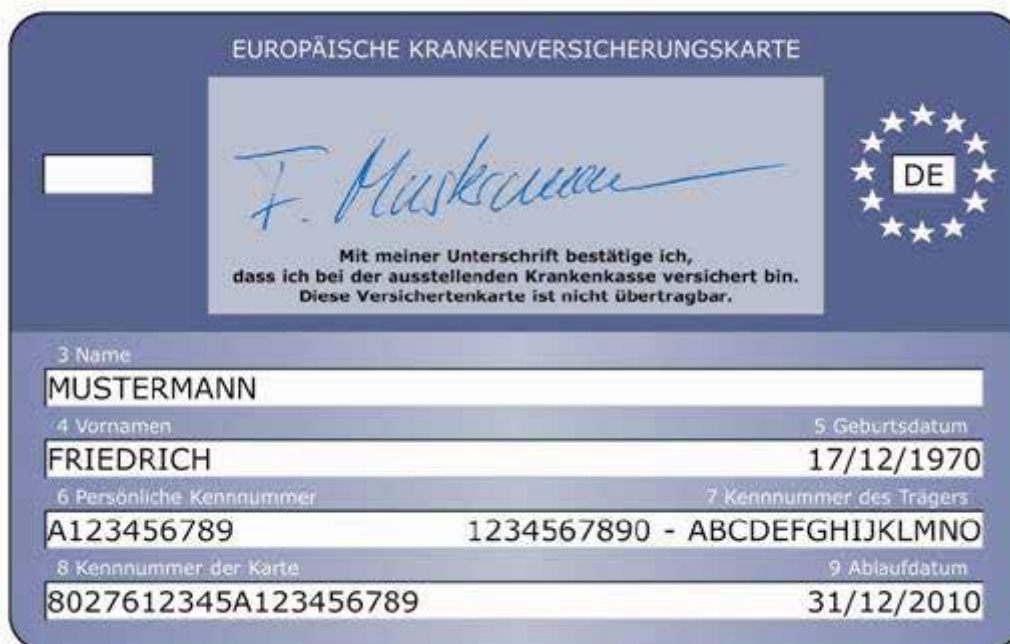 EUROPÄISCHE KRANKENVERSICHERUNGSKARTE
F. Mustermann
DE
Mit meiner Unterschrift bestätige ich,
dass ich bei der ausstellenden Krankenkasse versichert bin.
Diese Versichertenkarte ist nicht übertragbar.
3 Name
MUSTERMANN
4 Vornamen 5 Geburtsdatum
FRIEDRICH 17/12/1970
6 Persönliche Kennnummer 7 Kennnummer des Trägers
A123456789 1234567890 - ABCDEFGHIJKLMNO
8 Kennnummer der Karte 9 Ablaufdatum
8027612345A123456789 31/12/2010